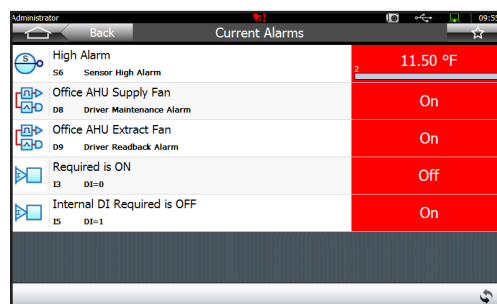 Administrator
09:55
Back
Current Alarms
High Alarm
S6 Sensor High Alarm
2
11.50 °F
Office AHU Supply Fan
D8 Driver Maintenance Alarm
On
Office AHU Extract Fan
D9 Driver Readback Alarm
On
Required is ON
I3 DI=0
Off
Internal DI Required is OFF
I5 DI=1
On